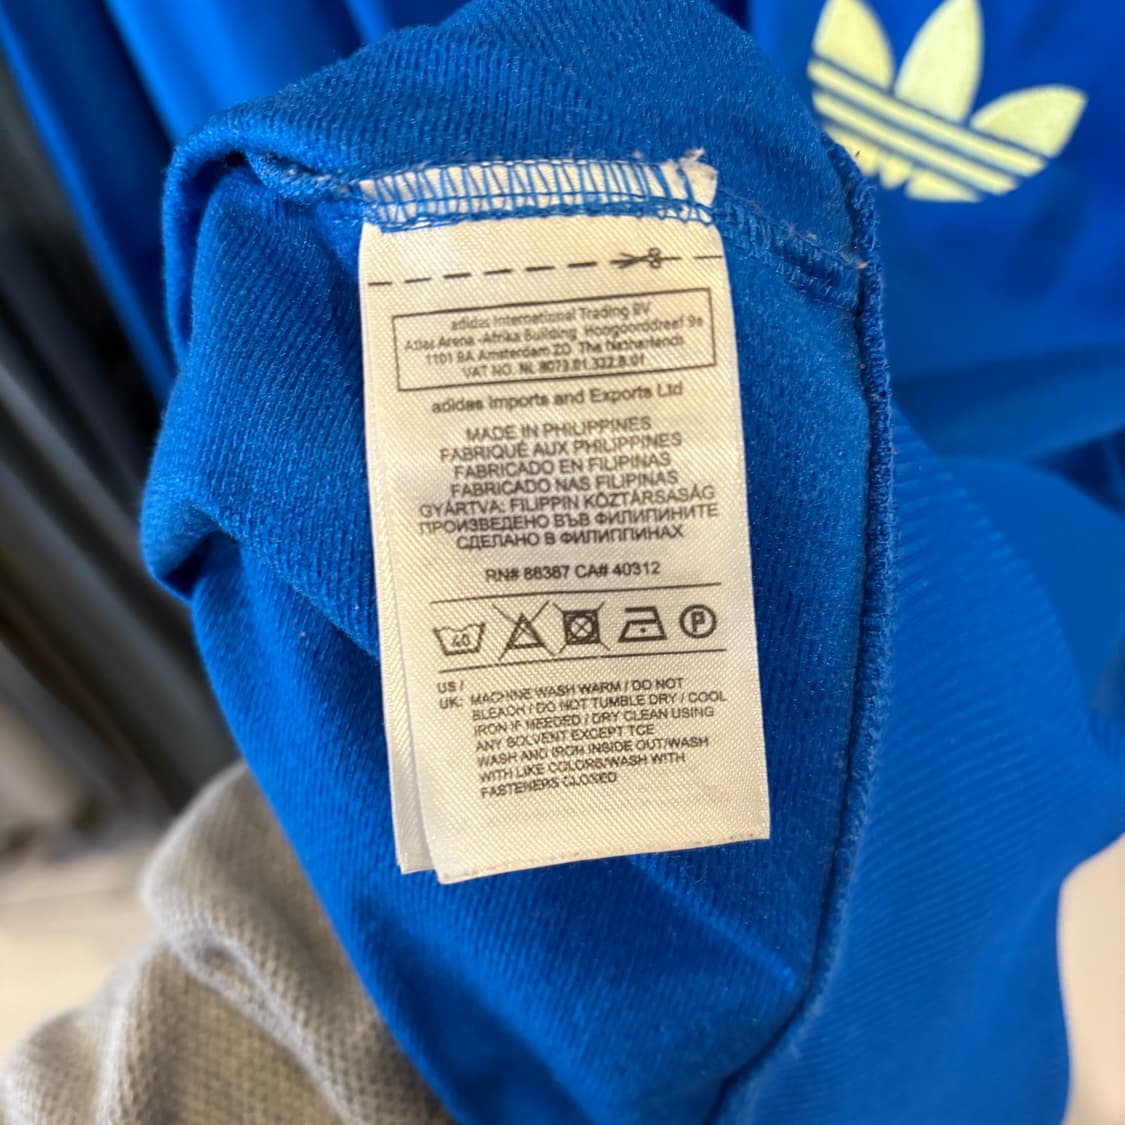 adidas International Trading BV
Atlas Arena -Afrika Building Hoogoorddreef 9a
1101 BA Amsterdam ZO The Netherlands
VAT NO. NL 8073.01.322.B.01
adidas Imports and Exports Ltd
MADE IN PHILIPPINES
FABRIQUÉ AUX PHILIPPINES
FABRICADO EN FILIPINAS
FABRICADO NAS FILIPINAS
GYÁRTVA: FILIPPIN KÖZTÁRSASÁG
ПРОИЗВЕДЕНО ВЪВ ФИЛИПИНИТЕ
СДЕЛАНО В ФИЛИППИНАХ
RN# 88387 CA# 40312
40 P
US / UK: MACHINE WASH WARM / DO NOT
BLEACH / DO NOT TUMBLE DRY / COOL
IRON IF NEEDED / DRY CLEAN USING
ANY SOLVENT EXCEPT TCE
WASH AND IRON INSIDE OUT/WASH
WITH LIKE COLORS/WASH WITH
FASTENERS CLOSED